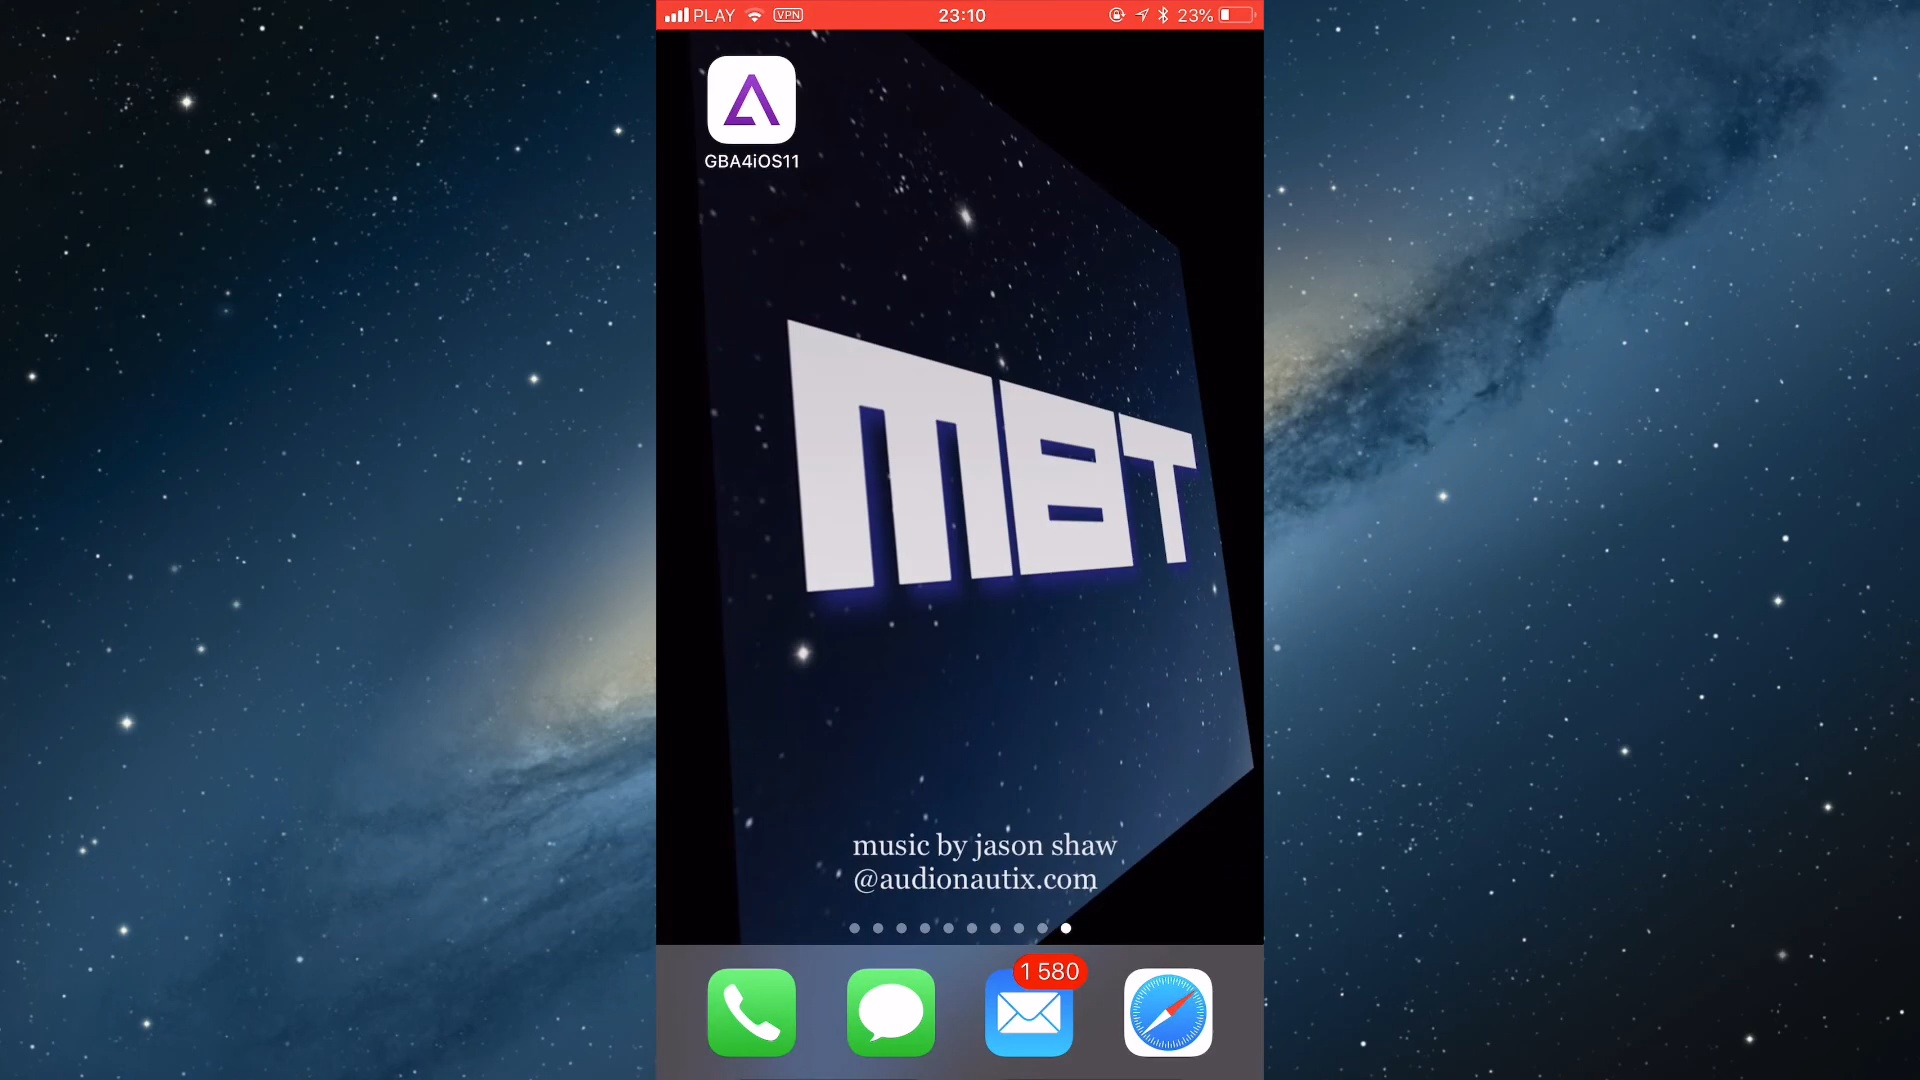 PLAY VPN 23:10 23%
GBA4iOS11
MBT
music by jason shaw
@audionautix.com
1 580